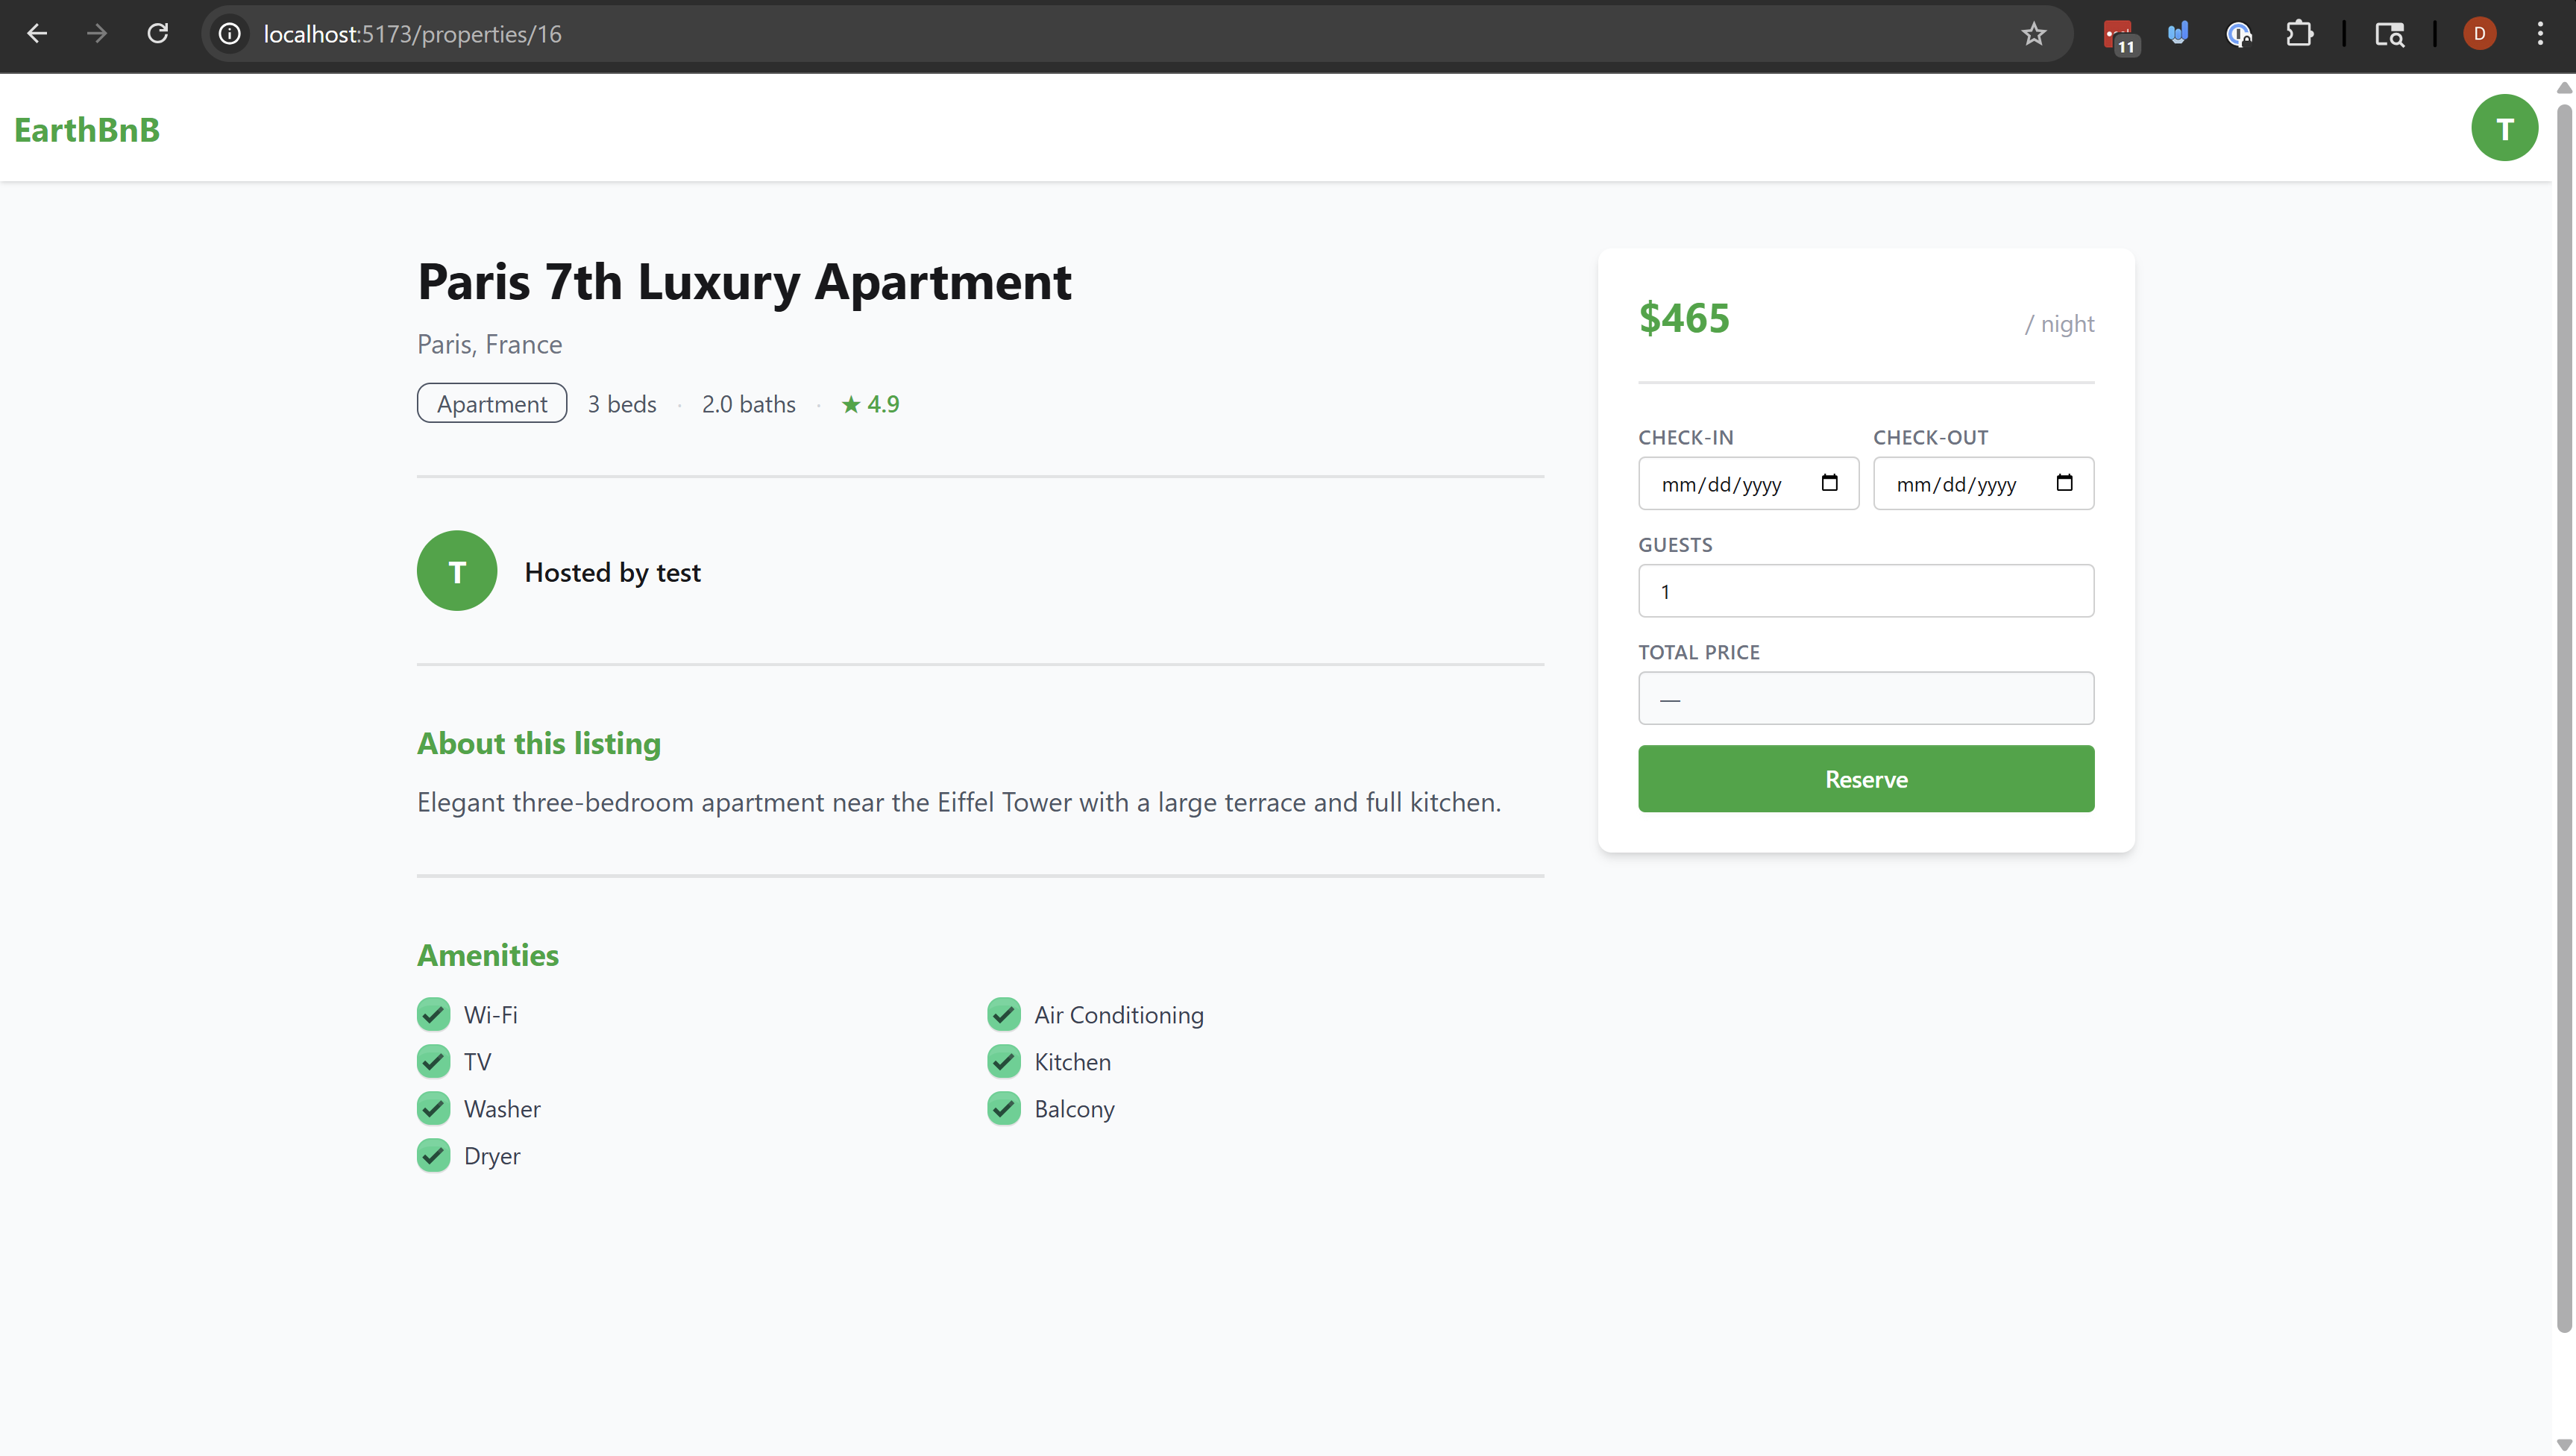 localhost:5173/properties/16
11
D
EarthBnB
T
Paris 7th Luxury Apartment
Paris, France
Apartment 3 beds · 2.0 baths · ★ 4.9
T Hosted by test
About this listing
Elegant three-bedroom apartment near the Eiffel Tower with a large terrace and full kitchen.
Amenities
Wi-Fi
Air Conditioning
TV
Kitchen
Washer
Balcony
Dryer
$465 / night
CHECK-IN CHECK-OUT
mm/dd/yyyy mm/dd/yyyy
GUESTS
1
TOTAL PRICE
—
Reserve